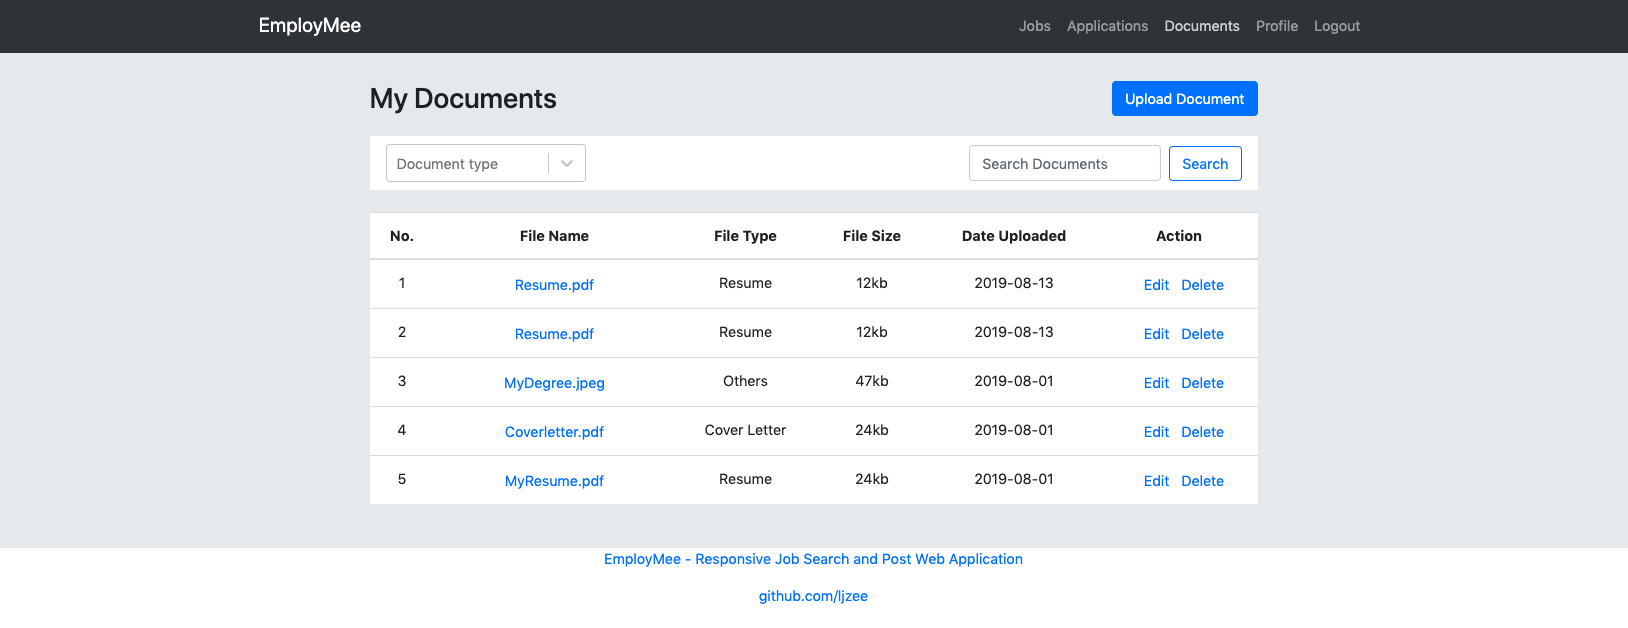 EmployMee Jobs Applications Documents Profile Logout
My Documents Upload Document
Document type Search Documents Search
No. File Name File Type File Size Date Uploaded Action
1 Resume.pdf Resume 12kb 2019-08-13 Edit Delete
2 Resume.pdf Resume 12kb 2019-08-13 Edit Delete
3 MyDegree.jpeg Others 47kb 2019-08-01 Edit Delete
4 Coverletter.pdf Cover Letter 24kb 2019-08-01 Edit Delete
5 MyResume.pdf Resume 24kb 2019-08-01 Edit Delete
EmployMee - Responsive Job Search and Post Web Application
github.com/ljzee